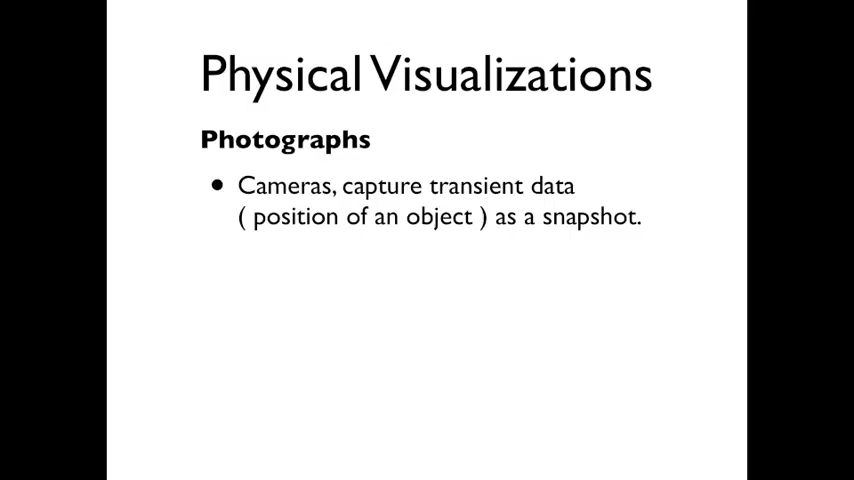 Physical Visualizations
Photographs
• Cameras, capture transient data
( position of an object ) as a snapshot.